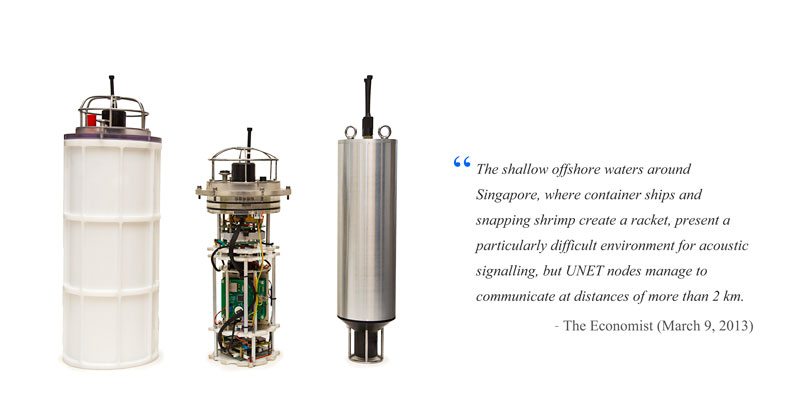 “ The shallow offshore waters around
Singapore, where container ships and
snapping shrimp create a racket, present a
particularly difficult environment for acoustic
signalling, but UNET nodes manage to
communicate at distances of more than 2 km.
- The Economist (March 9, 2013)